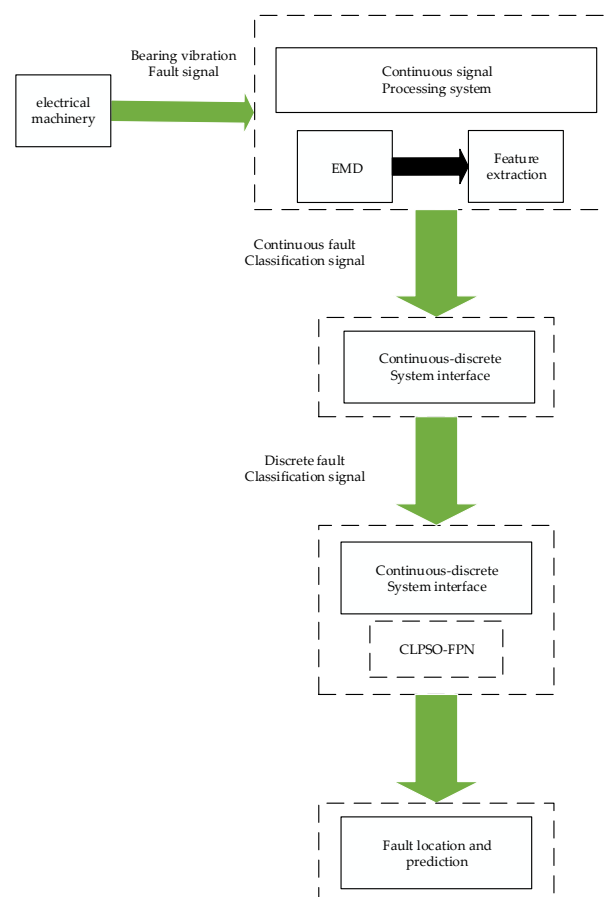 Bearing vibration
Fault signal
electrical
machinery
Continuous signal
Processing system
EMD
Feature
extraction
Continuous fault
Classification signal
Continuous-discrete
System interface
Discrete fault
Classification signal
Continuous-discrete
System interface
CLPSO-FPN
Fault location and
prediction